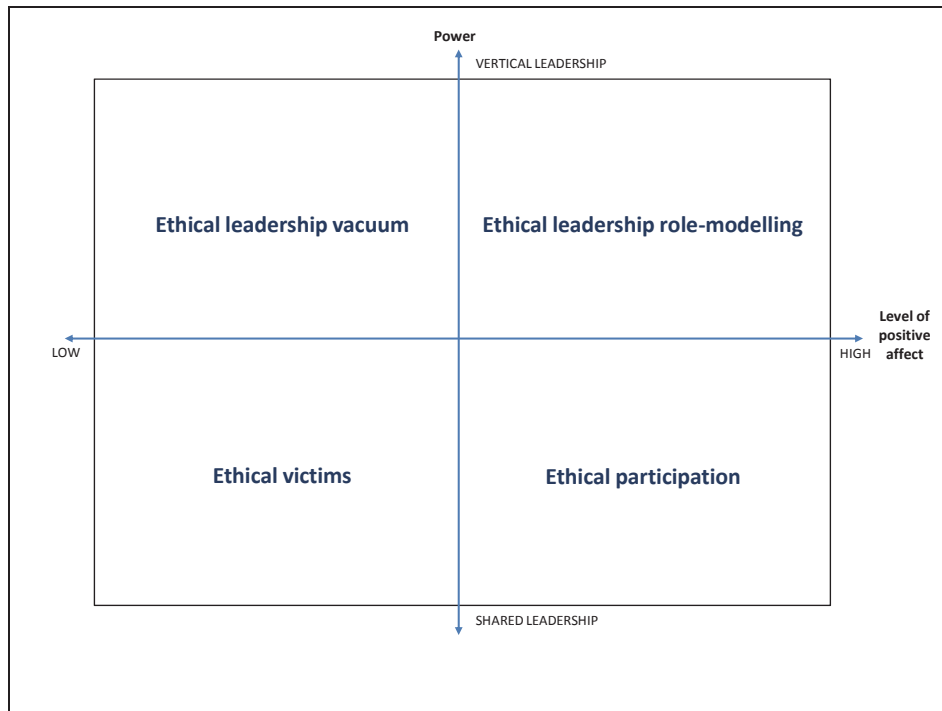 Power
VERTICAL LEADERSHIP
Ethical leadership vacuum
Ethical leadership role-modelling
Level of
positive
affect
LOW
HIGH
Ethical victims
Ethical participation
SHARED LEADERSHIP